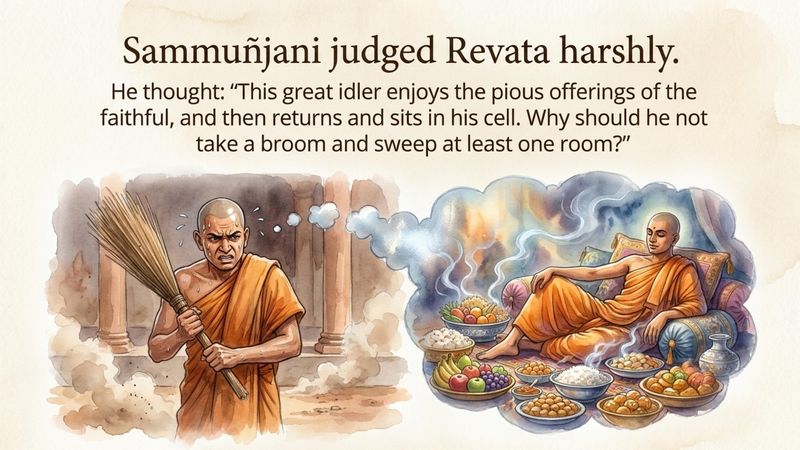 Sammuñjani judged Revata harshly.
He thought: “This great idler enjoys the pious offerings of the
faithful, and then returns and sits in his cell. Why should he not
take a broom and sweep at least one room?”